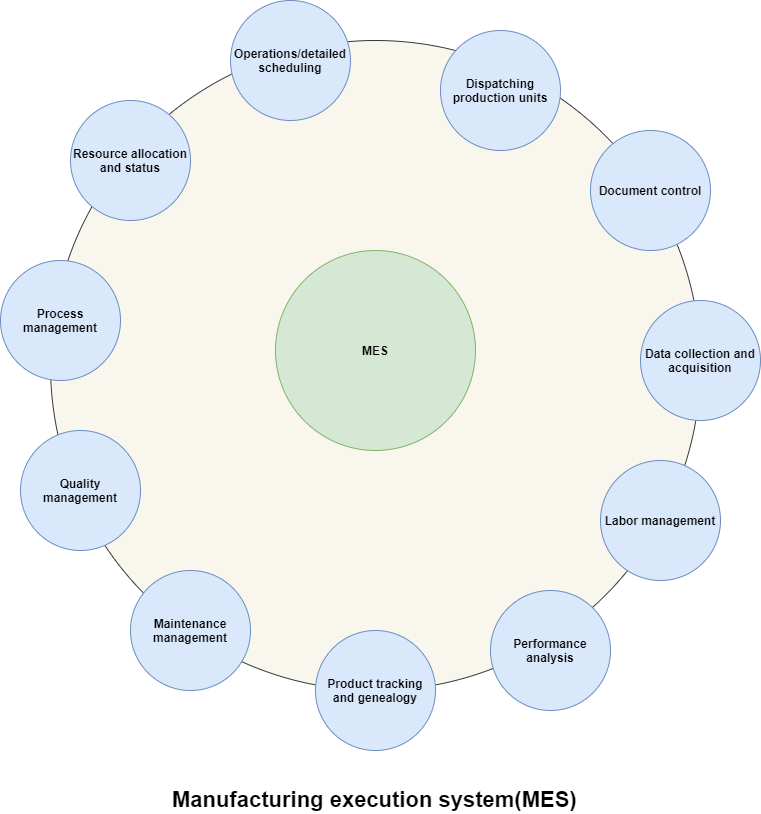 Operations/detailed
scheduling
Dispatching
production units
Resource allocation
and status
Document control
Process
management
MES
Data collection and
acquisition
Quality
management
Labor management
Maintenance
management
Performance
analysis
Product tracking
and genealogy
Manufacturing execution system(MES)